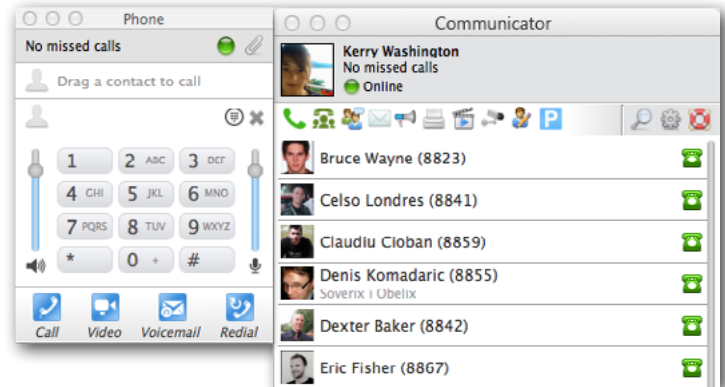 Phone
No missed calls
Drag a contact to call
1 2 ABC 3 DEF
4 GHI 5 JKL 6 MNO
7 PQRS 8 TUV 9 WXYZ
* 0 + #
Call Video Voicemail Redial
Communicator
Kerry Washington
No missed calls
Online
P
Bruce Wayne (8823)
Celso Londres (8841)
Claudiu Cioban (8859)
Denis Komadaric (8855)
Soverix i Obelix
Dexter Baker (8842)
Eric Fisher (8867)